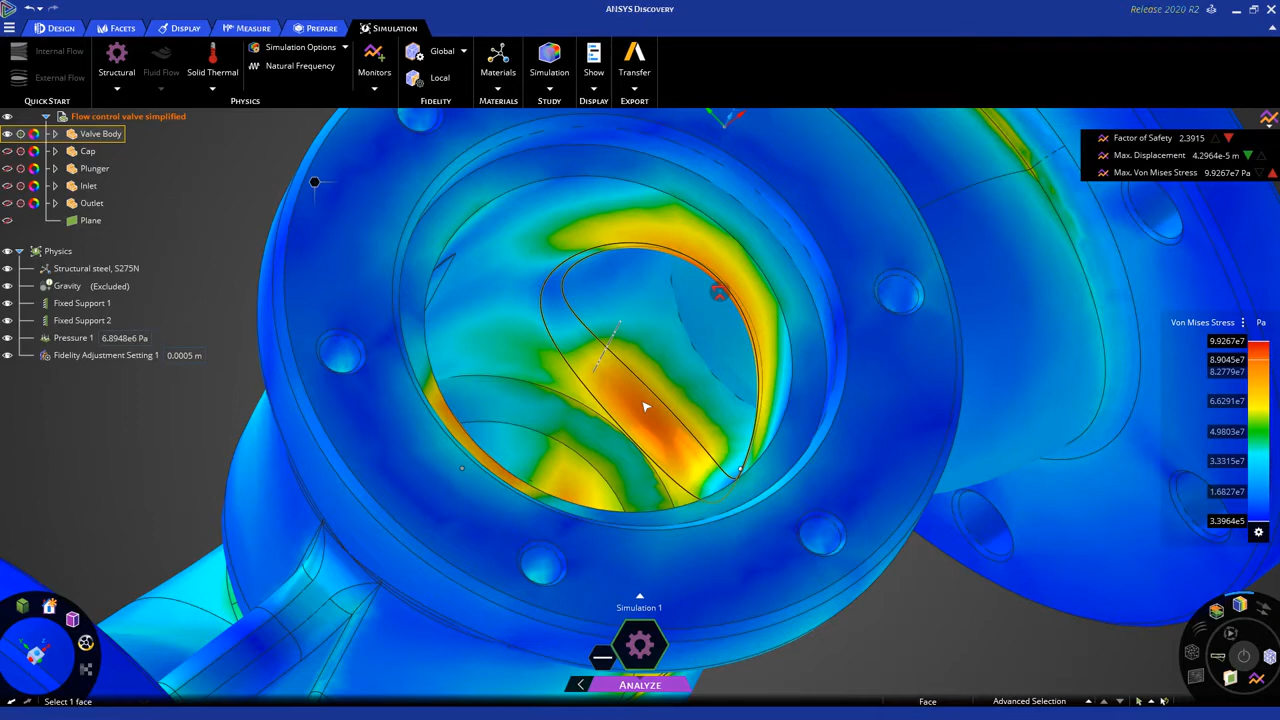 ANSYS Discovery
Release 2020 R2
Design
Facets
Display
Measure
Prepare
Simulation
Internal Flow
External Flow
Quick Start
Structural
Fluid Flow
Solid Thermal
Simulation Options
Natural Frequency
Physics
Monitors
Global
Local
Fidelity
Materials
Materials
Simulation
Study
Show
Display
Transfer
Export
Flow control valve simplified
Valve Body
Cap
Plunger
Inlet
Outlet
Plane
Physics
Structural steel, S275N
Gravity (Excluded)
Fixed Support 1
Fixed Support 2
Pressure 1 6.8948e6 Pa
Fidelity Adjustment Setting 1 0.0005 m
Factor of Safety 2.3915
Max. Displacement 4.2964e-5 m
Max. Von Mises Stress 9.9267e7 Pa
Von Mises Stress Pa
9.9267e7
8.9045e7
8.2779e7
6.6291e7
4.9803e7
3.3315e7
1.6827e7
3.3964e5
Simulation 1
Analyze
Select 1 face
Face
Advanced Selection